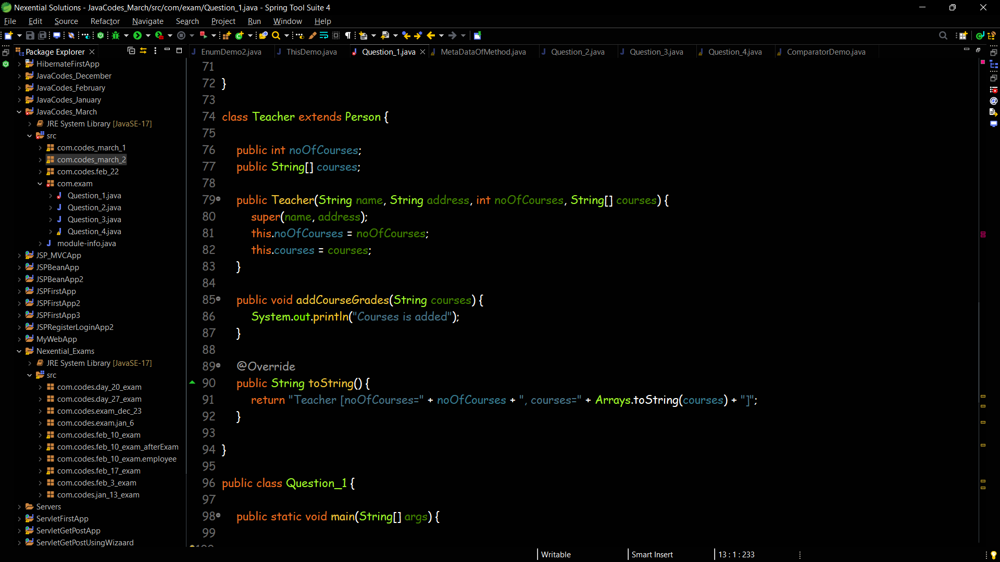 Nexential Solutions - JavaCodes_March/src/com/exam/Question_1.java - Spring Tool Suite 4
File Edit Source Refactor Navigate Search Project Run Window Help
Package Explorer
HibernateFirstApp
JavaCodes_December
JavaCodes_February
JavaCodes_January
JavaCodes_March
JRE System Library [JavaSE-17]
src
com.codes_march_1
com.codes_march_2
com.codes.feb_22
com.exam
Question_1.java
Question_2.java
Question_3.java
Question_4.java
module-info.java
JSP_MVCApp
JSPBeanApp
JSPBeanApp2
JSPFirstApp
JSPFirstApp2
JSPFirstApp3
JSPRegisterLoginApp2
MyWebApp
Nexential_Exams
JRE System Library [JavaSE-17]
src
com.codes.day_20_exam
com.codes.day_27_exam
com.codes.exam_dec_23
com.codes.exam.jan_6
com.codes.feb_10_exam
com.codes.feb_10_exam_afterExam
com.codes.feb_10_exam.employee
com.codes.feb_17_exam
com.codes.feb_3_exam
com.codes.jan_13_exam
Servers
ServletFirstApp
ServletGetPostApp
ServletGetPostUsingWizaard
EnumDemo2.java ThisDemo.java Question_1.java MetaDataOfMethod.java Question_2.java Question_3.java Question_4.java ComparatorDemo.java
71
72 }
73
74 class Teacher extends Person {
75
76 public int noOfCourses;
77 public String[] courses;
78
79 public Teacher(String name, String address, int noOfCourses, String[] courses) {
80 super(name, address);
81 this.noOfCourses = noOfCourses;
82 this.courses = courses;
83 }
84
85 public void addCourseGrades(String courses) {
86 System.out.println("Courses is added");
87 }
88
89 @Override
90 public String toString() {
91 return "Teacher [noOfCourses=" + noOfCourses + ", courses=" + Arrays.toString(courses) + "]";
92 }
93
94 }
95
96 public class Question_1 {
97
98 public static void main(String[] args) {
99
Writable Smart Insert 13 : 1 : 233